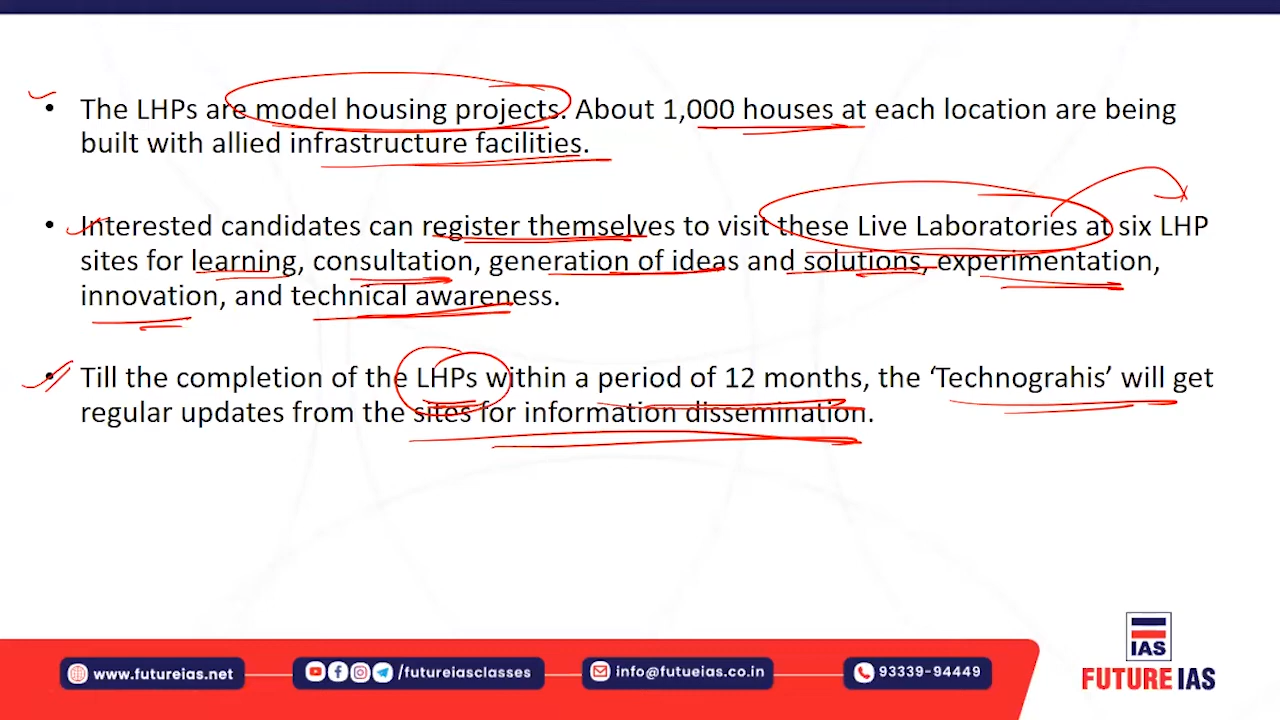 • The LHPs are model housing projects. About 1,000 houses at each location are being
built with allied infrastructure facilities.
• Interested candidates can register themselves to visit these Live Laboratories at six LHP
sites for learning, consultation, generation of ideas and solutions, experimentation,
innovation, and technical awareness.
• Till the completion of the LHPs within a period of 12 months, the ‘Technograhis’ will get
regular updates from the sites for information dissemination.
IAS
FUTURE IAS
www.futureias.net
/futureiasclasses
info@futueias.co.in
93339-94449